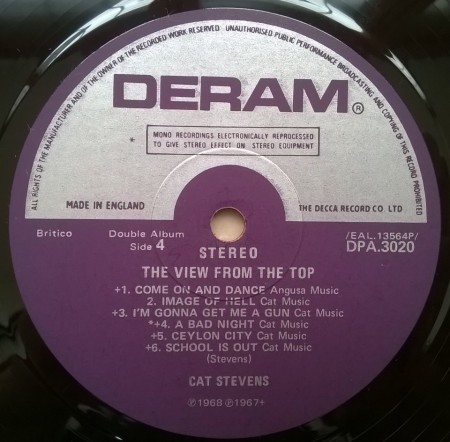 ALL RIGHTS OF THE MANUFACTURER AND OF THE OWNER OF THE RECORDED WORK RESERVED UNAUTHORISED PUBLIC PERFORMANCE BROADCASTING AND COPYING OF THIS RECORD PROHIBITED
DERAM®
* MONO RECORDINGS ELECTRONICALLY REPROCESSED
TO GIVE STEREO EFFECT ON STEREO EQUIPMENT
MADE IN ENGLAND THE DECCA RECORD CO LTD
Britico Double Album /EAL.13564P/
Side 4 STEREO DPA.3020
THE VIEW FROM THE TOP
+1. COME ON AND DANCE Angusa Music
2. IMAGE OF HELL Cat Music
+3. I'M GONNA GET ME A GUN Cat Music
*+4. A BAD NIGHT Cat Music
+5. CEYLON CITY Cat Music
+6. SCHOOL IS OUT Cat Music
(Stevens)
CAT STEVENS
℗1968 ℗1967+